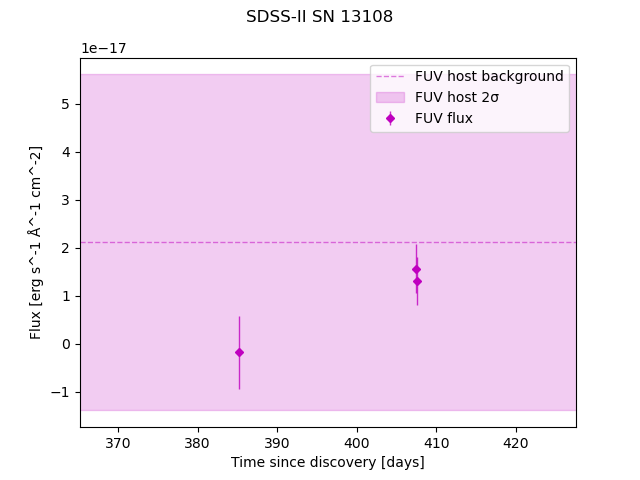 SDSS-II SN 13108
1e−17
FUV host background
FUV host 2σ
FUV flux
5
4
3
2
1
0
−1
Flux [erg s^-1 Å^-1 cm^-2]
370 380 390 400 410 420
Time since discovery [days]